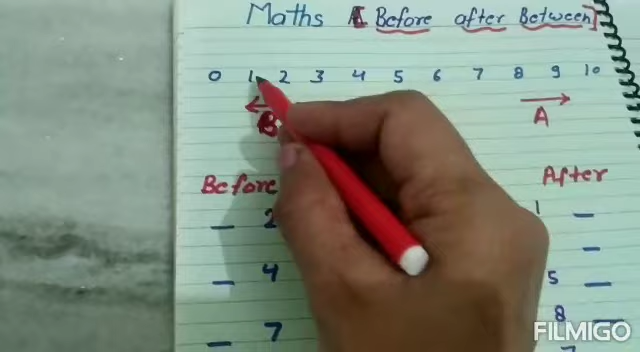 Maths [Before after Between]
0 1 2 3 4 5 6 7 8 9 10
B A
Before After
_ 2 1 _
_
_ 4 5 _
8 _
_ 7 7
FILMIGO